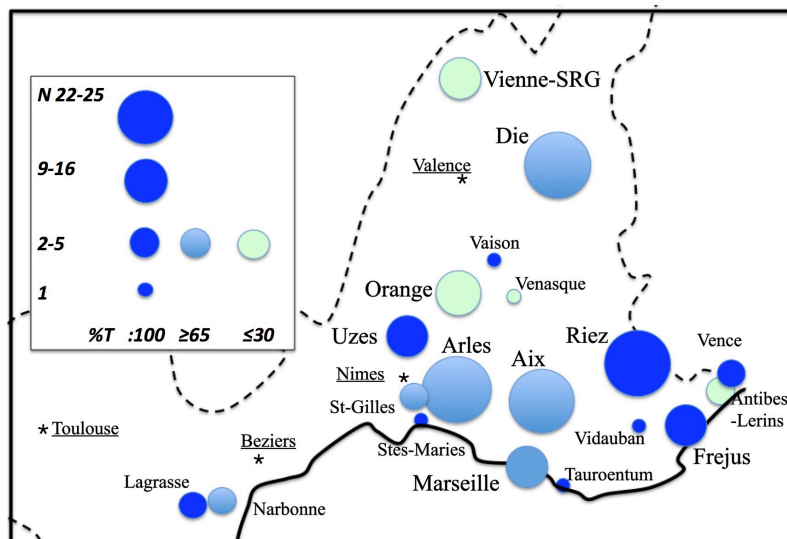 N 22-25
9-16
2-5
1
%T :100 ≥65 ≤30
Vienne-SRG
Die
Valence
*
Vaison
Venasque
Orange
Uzes
Riez
Vence
Arles
Aix
Nimes *
St-Gilles
Antibes
-Lerins
* Toulouse
Beziers
*
Stes-Maries
Vidauban
Frejus
Marseille
Tauroentum
Lagrasse
Narbonne